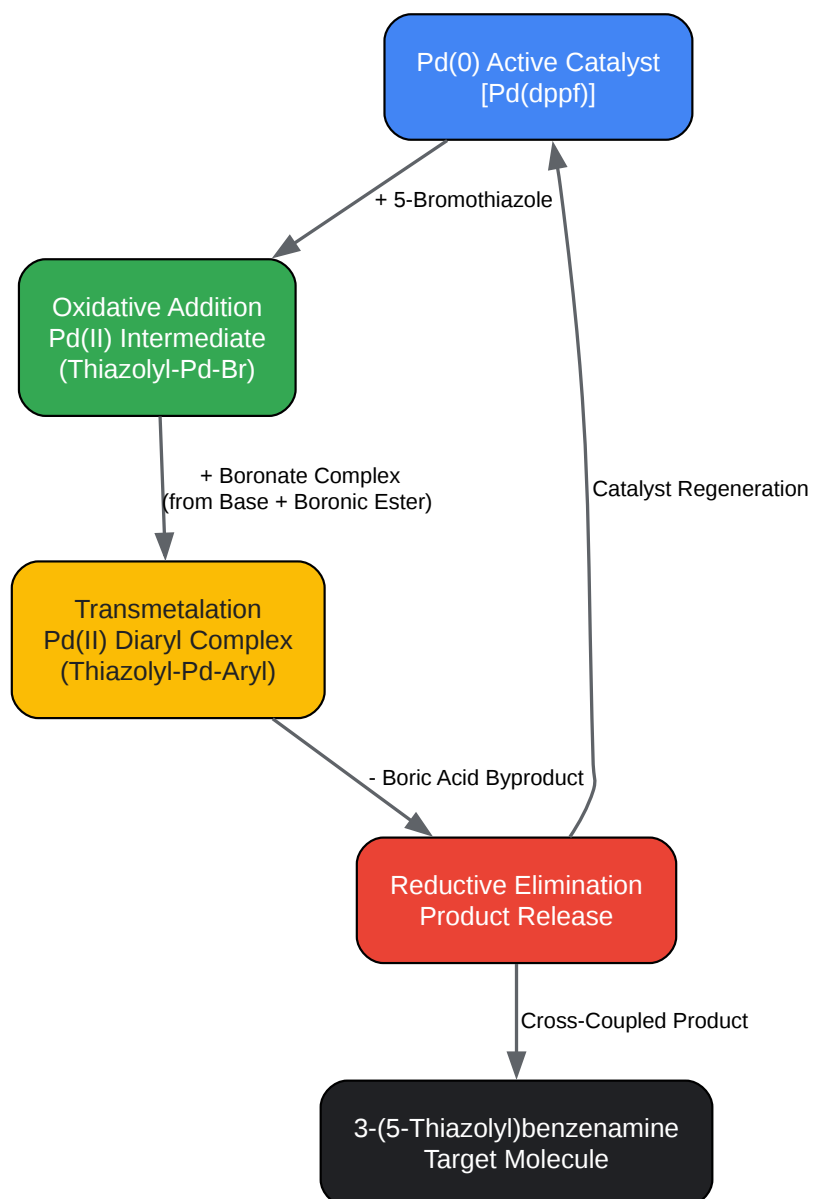 Pd(0) Active Catalyst
[Pd(dppf)]
+ 5-Bromothiazole
Oxidative Addition
Pd(II) Intermediate
(Thiazolyl-Pd-Br)
+ Boronate Complex
(from Base + Boronic Ester)
Catalyst Regeneration
Transmetalation
Pd(II) Diaryl Complex
(Thiazolyl-Pd-Aryl)
- Boric Acid Byproduct
Reductive Elimination
Product Release
Cross-Coupled Product
3-(5-Thiazolyl)benzenamine
Target Molecule